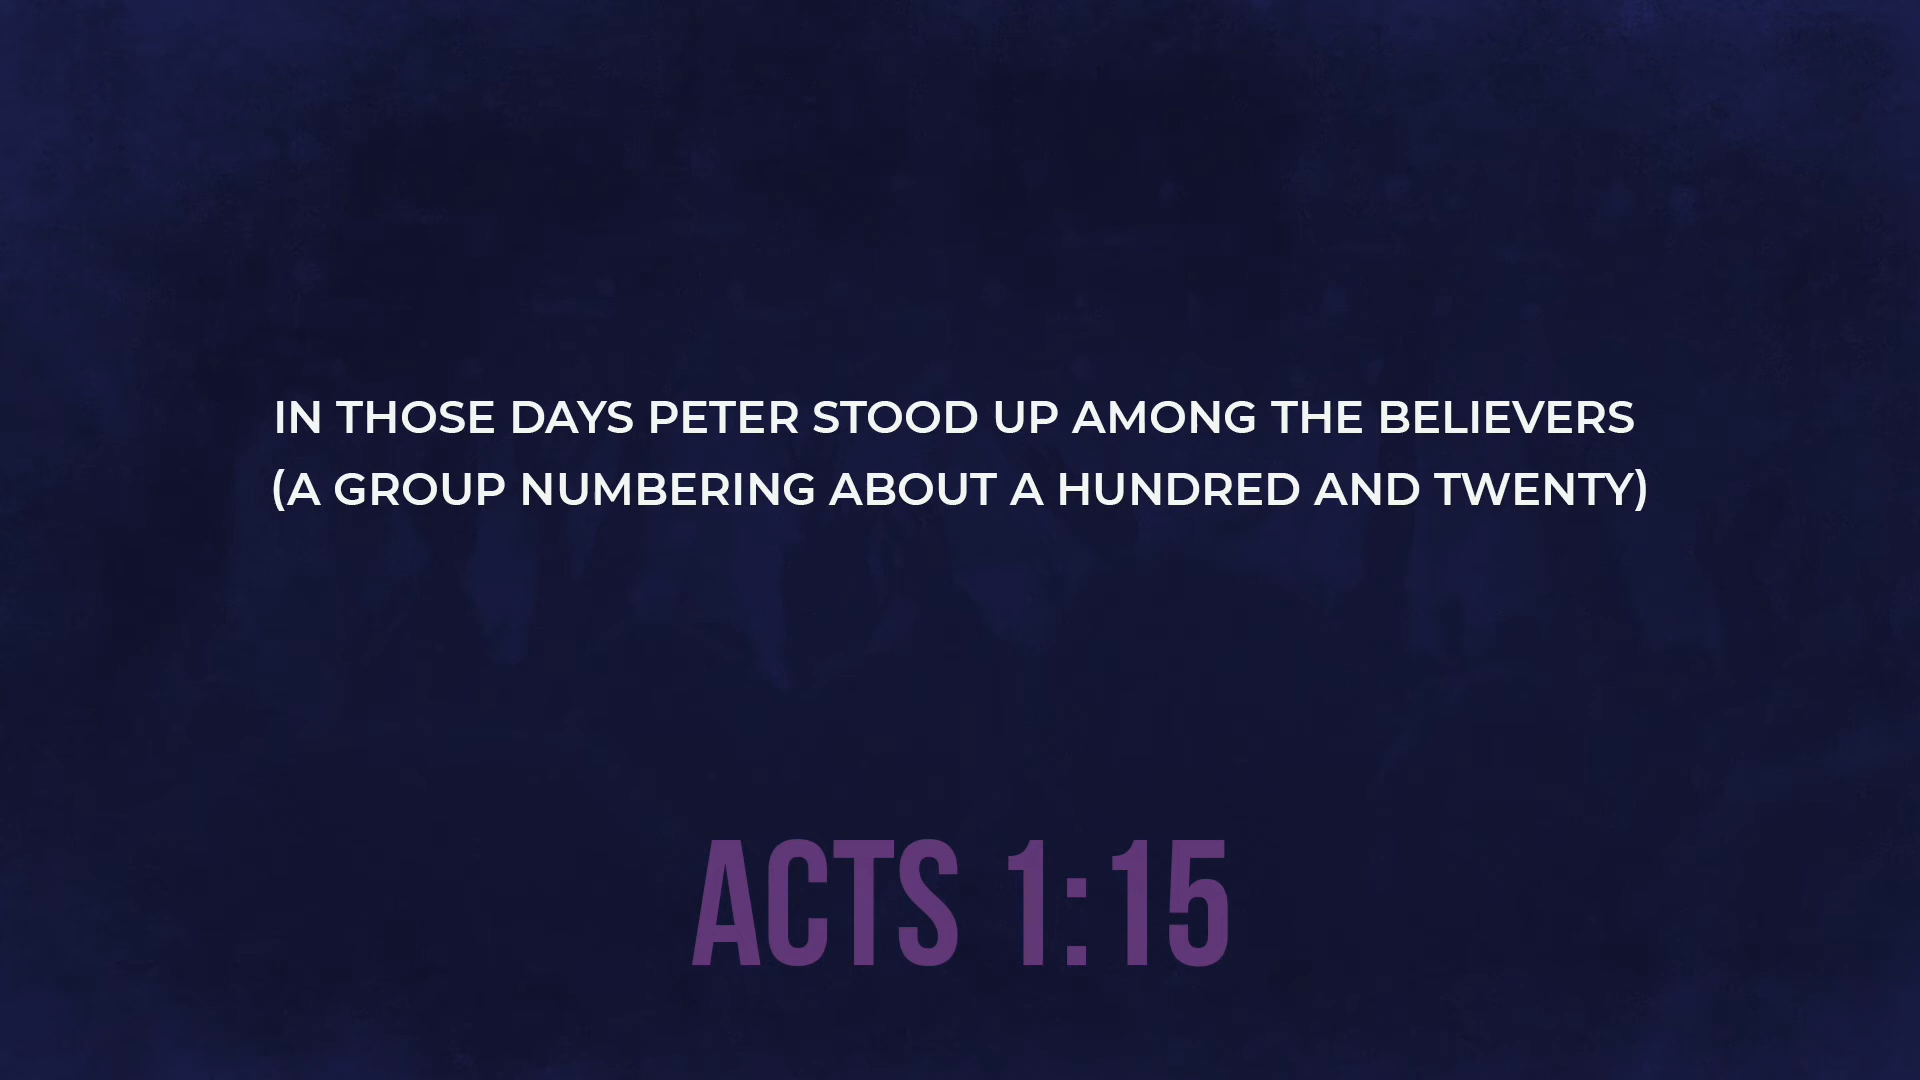 IN THOSE DAYS PETER STOOD UP AMONG THE BELIEVERS
(A GROUP NUMBERING ABOUT A HUNDRED AND TWENTY)
ACTS 1:15